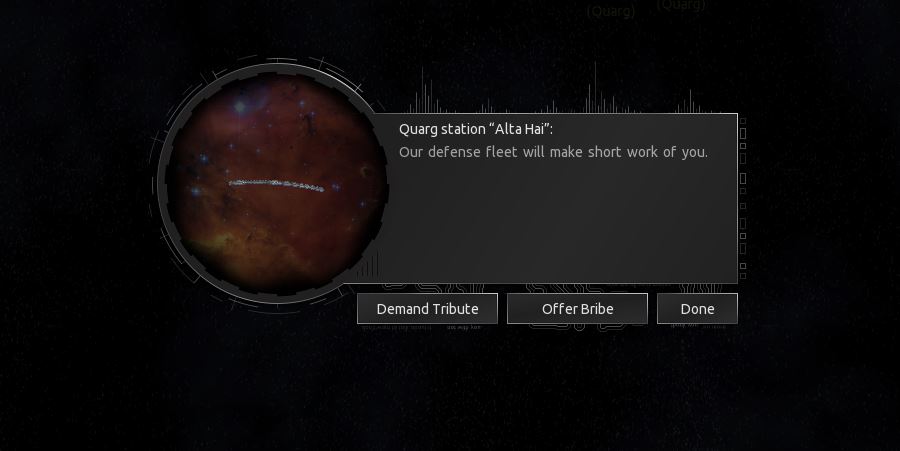 (Quarg) (Quarg)
Quarg station “Alta Hai”:
Our defense fleet will make short work of you.
Demand Tribute Offer Bribe Done